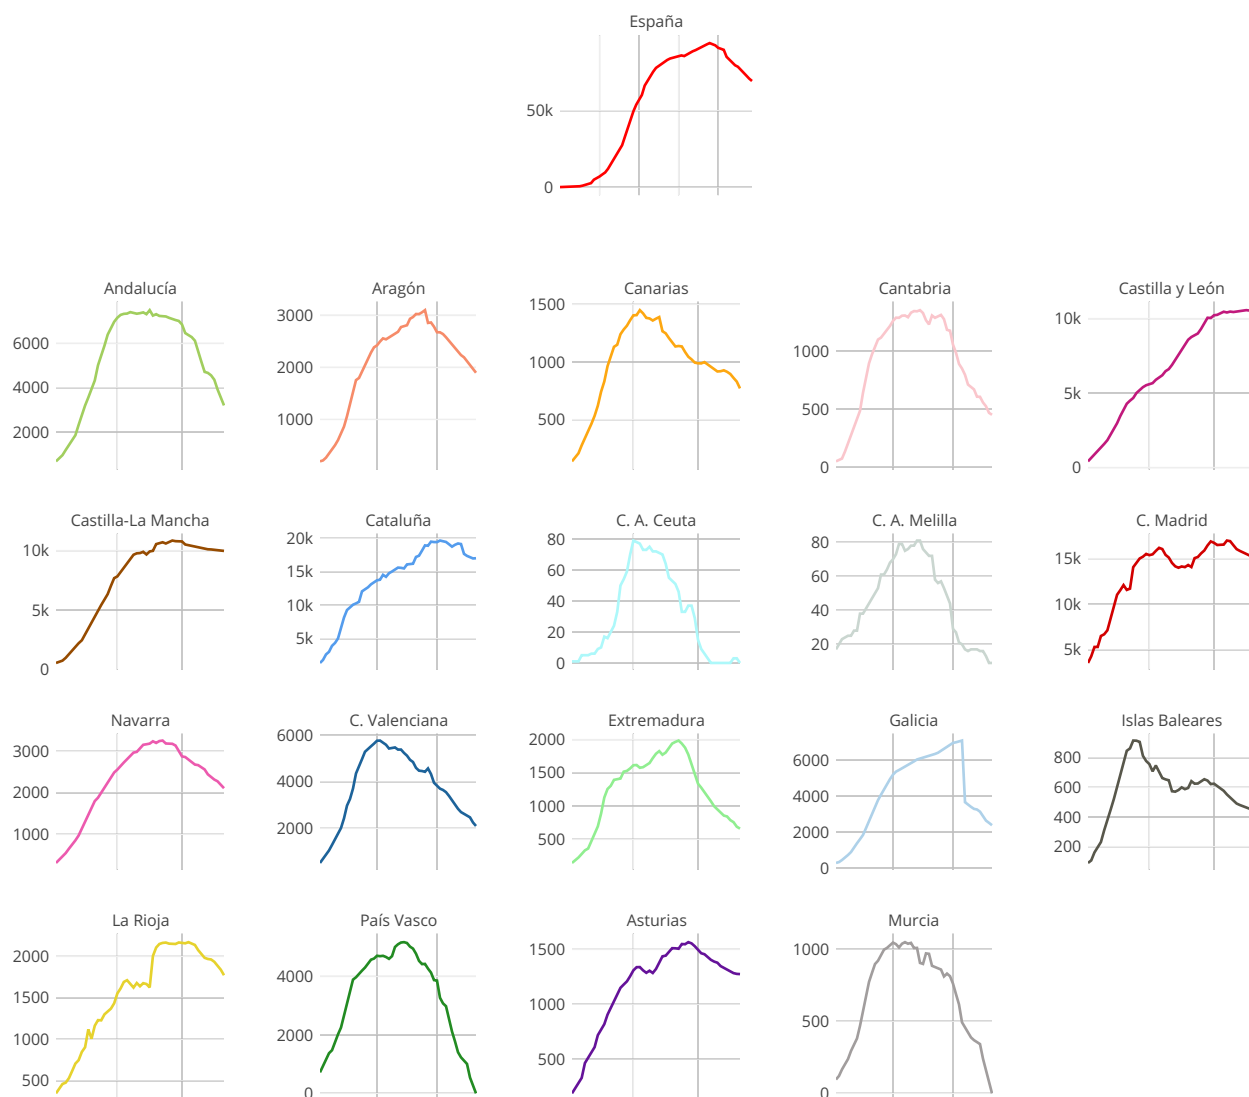 España
50k
0
Andalucía
6000
4000
2000
Aragón
3000
2000
1000
Canarias
1500
1000
500
Cantabria
1000
500
0
Castilla y León
10k
5k
0
Castilla-La Mancha
10k
5k
0
Cataluña
20k
15k
10k
5k
C. A. Ceuta
80
60
40
20
0
C. A. Melilla
80
60
40
20
C. Madrid
15k
10k
5k
Navarra
3000
2000
1000
C. Valenciana
6000
4000
2000
Extremadura
2000
1500
1000
500
Galicia
6000
4000
2000
0
Islas Baleares
800
600
400
200
La Rioja
2000
1500
1000
500
País Vasco
4000
2000
0
Asturias
1500
1000
500
Murcia
1000
500
0